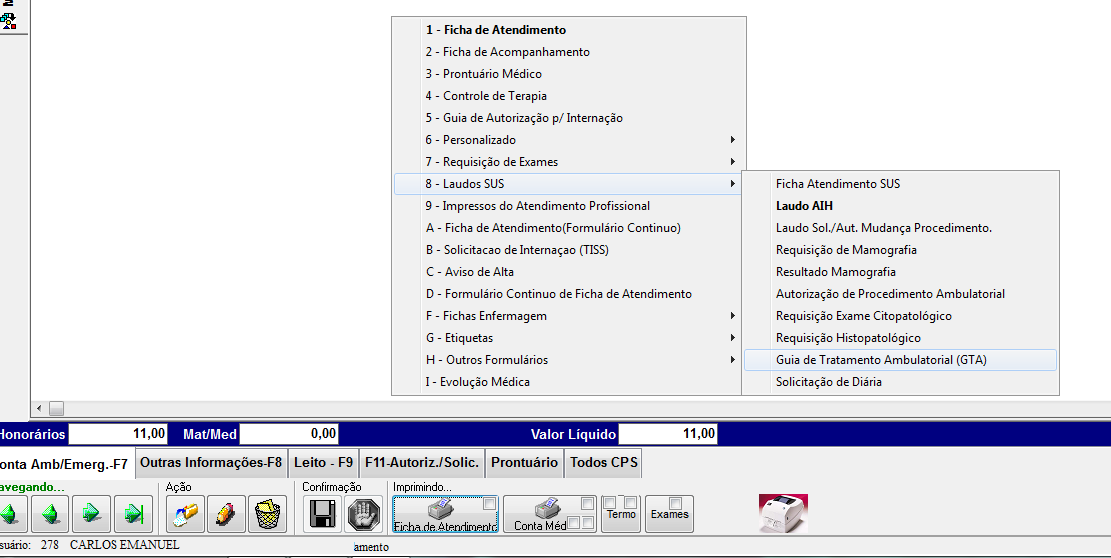 1 - Ficha de Atendimento
2 - Ficha de Acompanhamento
3 - Prontuário Médico
4 - Controle de Terapia
5 - Guia de Autorização p/ Internação
6 - Personalizado
7 - Requisição de Exames
8 - Laudos SUS
9 - Impressos do Atendimento Profissional
A - Ficha de Atendimento(Formulário Continuo)
B - Solicitacao de Internaçao (TISS)
C - Aviso de Alta
D - Formulário Continuo de Ficha de Atendimento
F - Fichas Enfermagem
G - Etiquetas
H - Outros Formulários
I - Evolução Médica
Ficha Atendimento SUS
Laudo AIH
Laudo Sol./Aut. Mudança Procedimento.
Requisição de Mamografia
Resultado Mamografia
Autorização de Procedimento Ambulatorial
Requisição Exame Citopatológico
Requisição Histopatológico
Guia de Tratamento Ambulatorial (GTA)
Solicitação de Diária
Honorários 11,00 Mat/Med 0,00 Valor Líquido 11,00
onta Amb/Emerg.-F7 Outras Informações-F8 Leito - F9 F11-Autoriz./Solic. Prontuário Todos CPS
avegando... Ação Confirmação Imprimindo...
Ficha de Atendimento Conta Méd Termo Exames
suário: 278 CARLOS EMANUEL amento